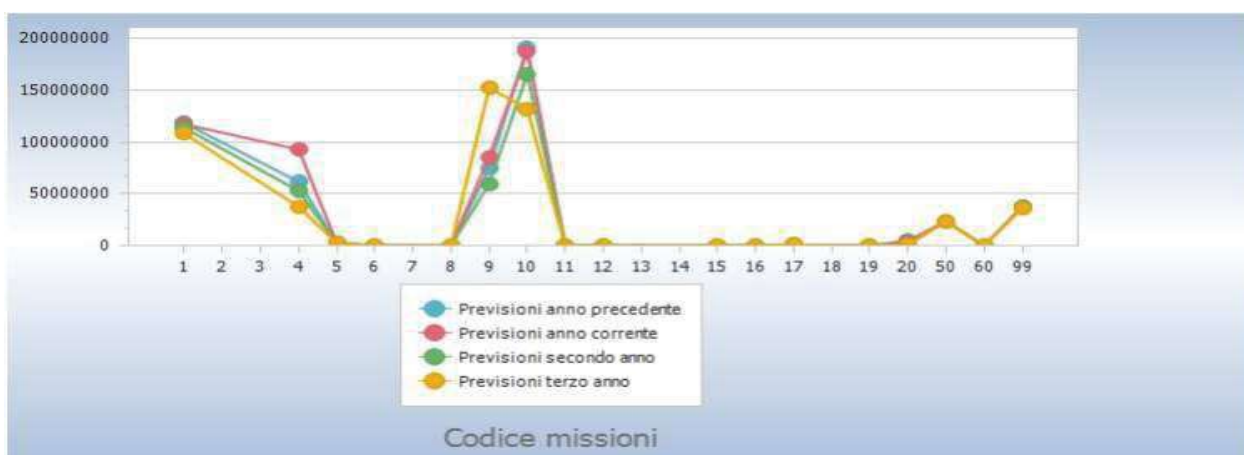 200000000
150000000
100000000
50000000
0
1 2 3 4 5 6 7 8 9 10 11 12 13 14 15 16 17 18 19 20 50 60 99
Previsioni anno precedente
Previsioni anno corrente
Previsioni secondo anno
Previsioni terzo anno
Codice missioni